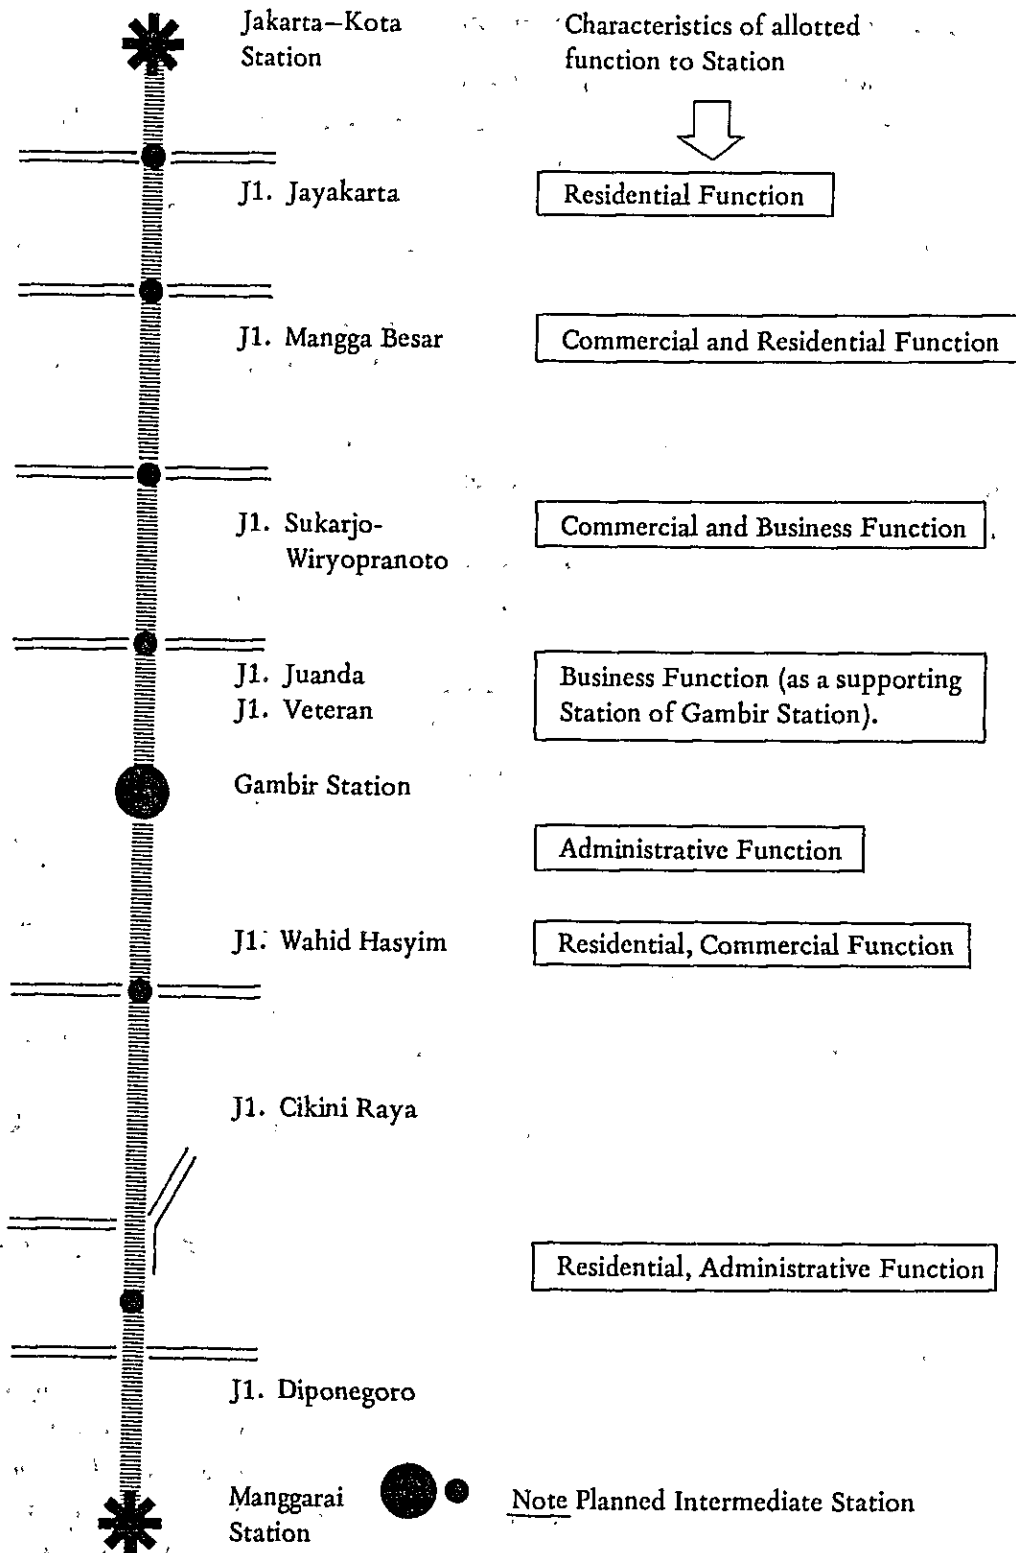 Jakarta–Kota
Station
Characteristics of allotted
function to Station
J1. Jayakarta
Residential Function
J1. Mangga Besar
Commercial and Residential Function
J1. Sukarjo-
Wiryopranoto
Commercial and Business Function
J1. Juanda
J1. Veteran
Business Function (as a supporting
Station of Gambir Station).
Gambir Station
Administrative Function
J1. Wahid Hasyim
Residential, Commercial Function
J1. Cikini Raya
Residential, Administrative Function
J1. Diponegoro
Manggarai
Station
Note Planned Intermediate Station